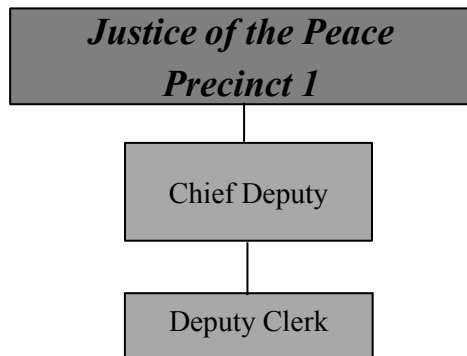 Justice of the Peace
Precinct 1
Chief Deputy
Deputy Clerk